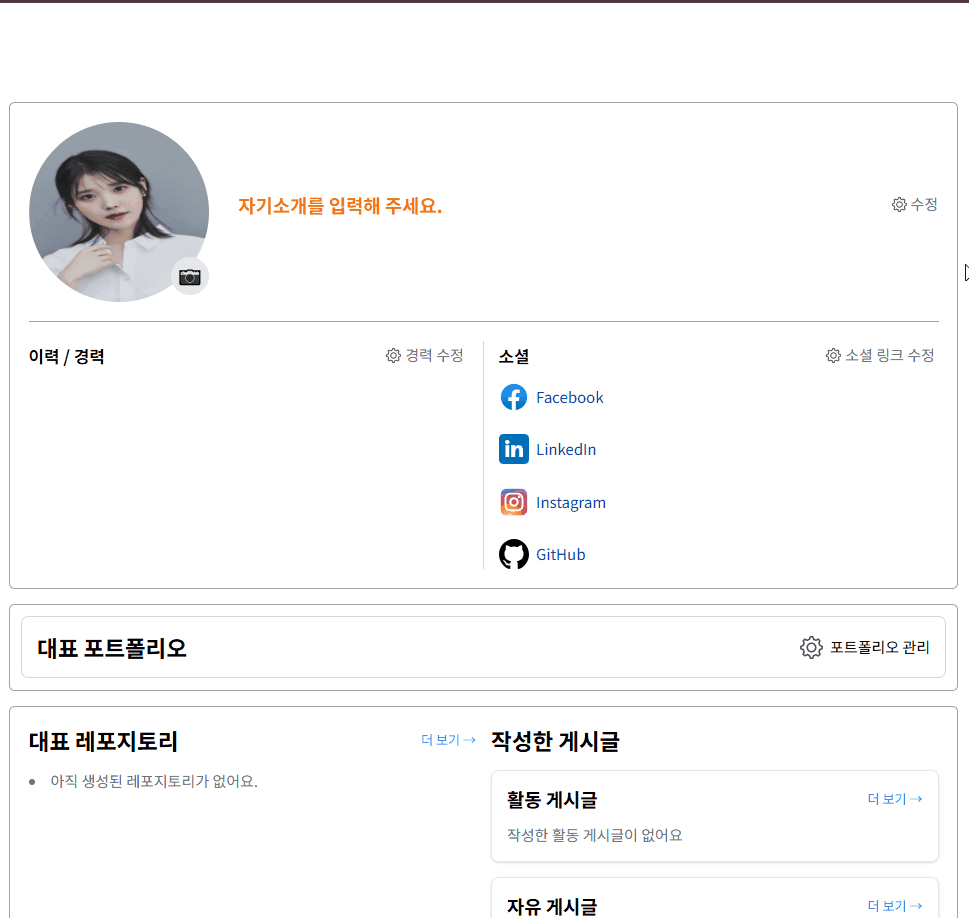 자기소개를 입력해 주세요.
수정
이력 / 경력
경력 수정
소셜
소셜 링크 수정
Facebook
LinkedIn
Instagram
GitHub
대표 포트폴리오
포트폴리오 관리
대표 레포지토리
더 보기 →
아직 생성된 레포지토리가 없어요.
작성한 게시글
활동 게시글
더 보기 →
작성한 활동 게시글이 없어요
자유 게시글
더 보기 →